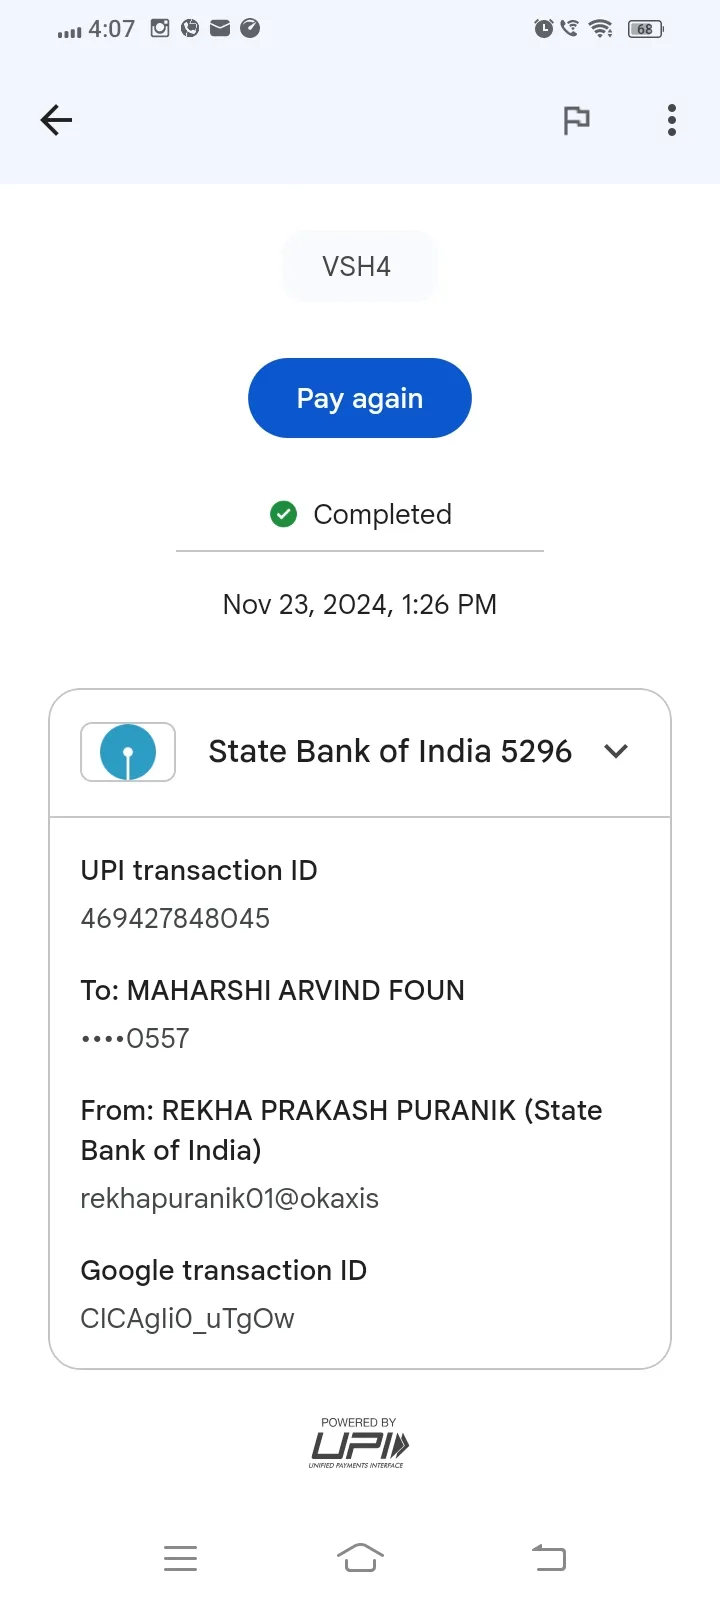 4:07
68
VSH4
Pay again
Completed
Nov 23, 2024, 1:26 PM
State Bank of India 5296
UPI transaction ID
469427848045
To: MAHARSHI ARVIND FOUN
••••0557
From: REKHA PRAKASH PURANIK (State
Bank of India)
rekhapuranik01@okaxis
Google transaction ID
CICAgIi0_uTgOw
POWERED BY
UPI
UNIFIED PAYMENTS INTERFACE